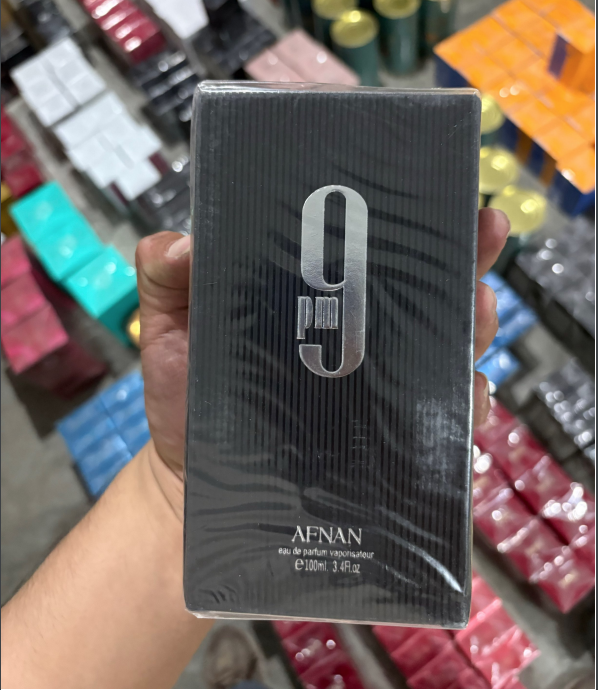 9
pm
AFNAN
eau de parfum vaporisateur
℮100ml. 3.4Fl.oz